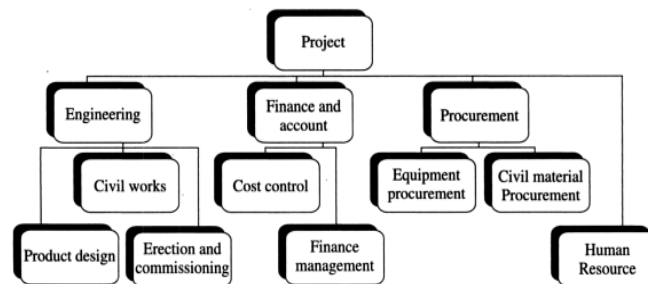 Project
Engineering
Finance and
account
Procurement
Civil works
Cost control
Equipment
procurement
Civil material
Procurement
Product design
Erection and
commissioning
Finance
management
Human
Resource